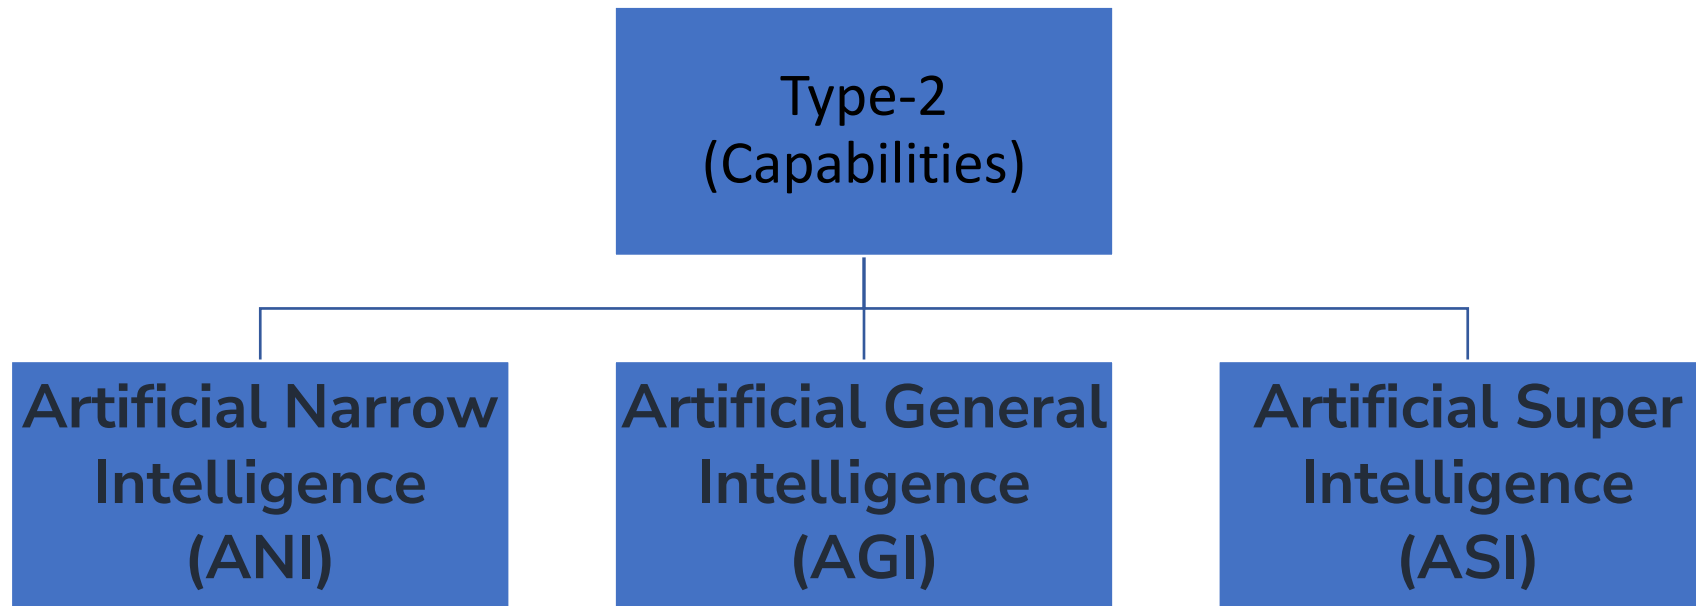 Type-2
(Capabilities)
Artificial Narrow
Intelligence
(ANI)
Artificial General
Intelligence
(AGI)
Artificial Super
Intelligence
(ASI)